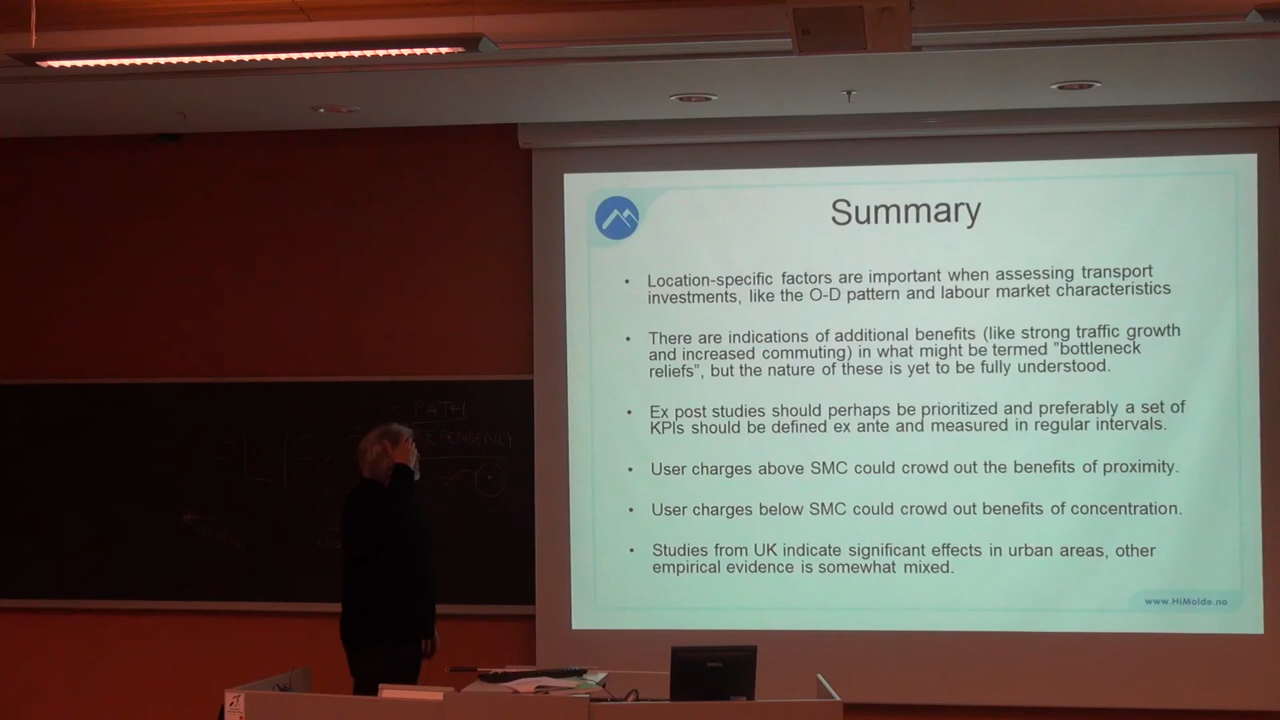 Summary
• Location-specific factors are important when assessing transport
investments, like the O-D pattern and labour market characteristics
• There are indications of additional benefits (like strong traffic growth
and increased commuting) in what might be termed "bottleneck
reliefs", but the nature of these is yet to be fully understood.
• Ex post studies should perhaps be prioritized and preferably a set of
KPIs should be defined ex ante and measured in regular intervals.
• User charges above SMC could crowd out the benefits of proximity.
• User charges below SMC could crowd out benefits of concentration.
• Studies from UK indicate significant effects in urban areas, other
empirical evidence is somewhat mixed.
www.HiMolde.no
PATH